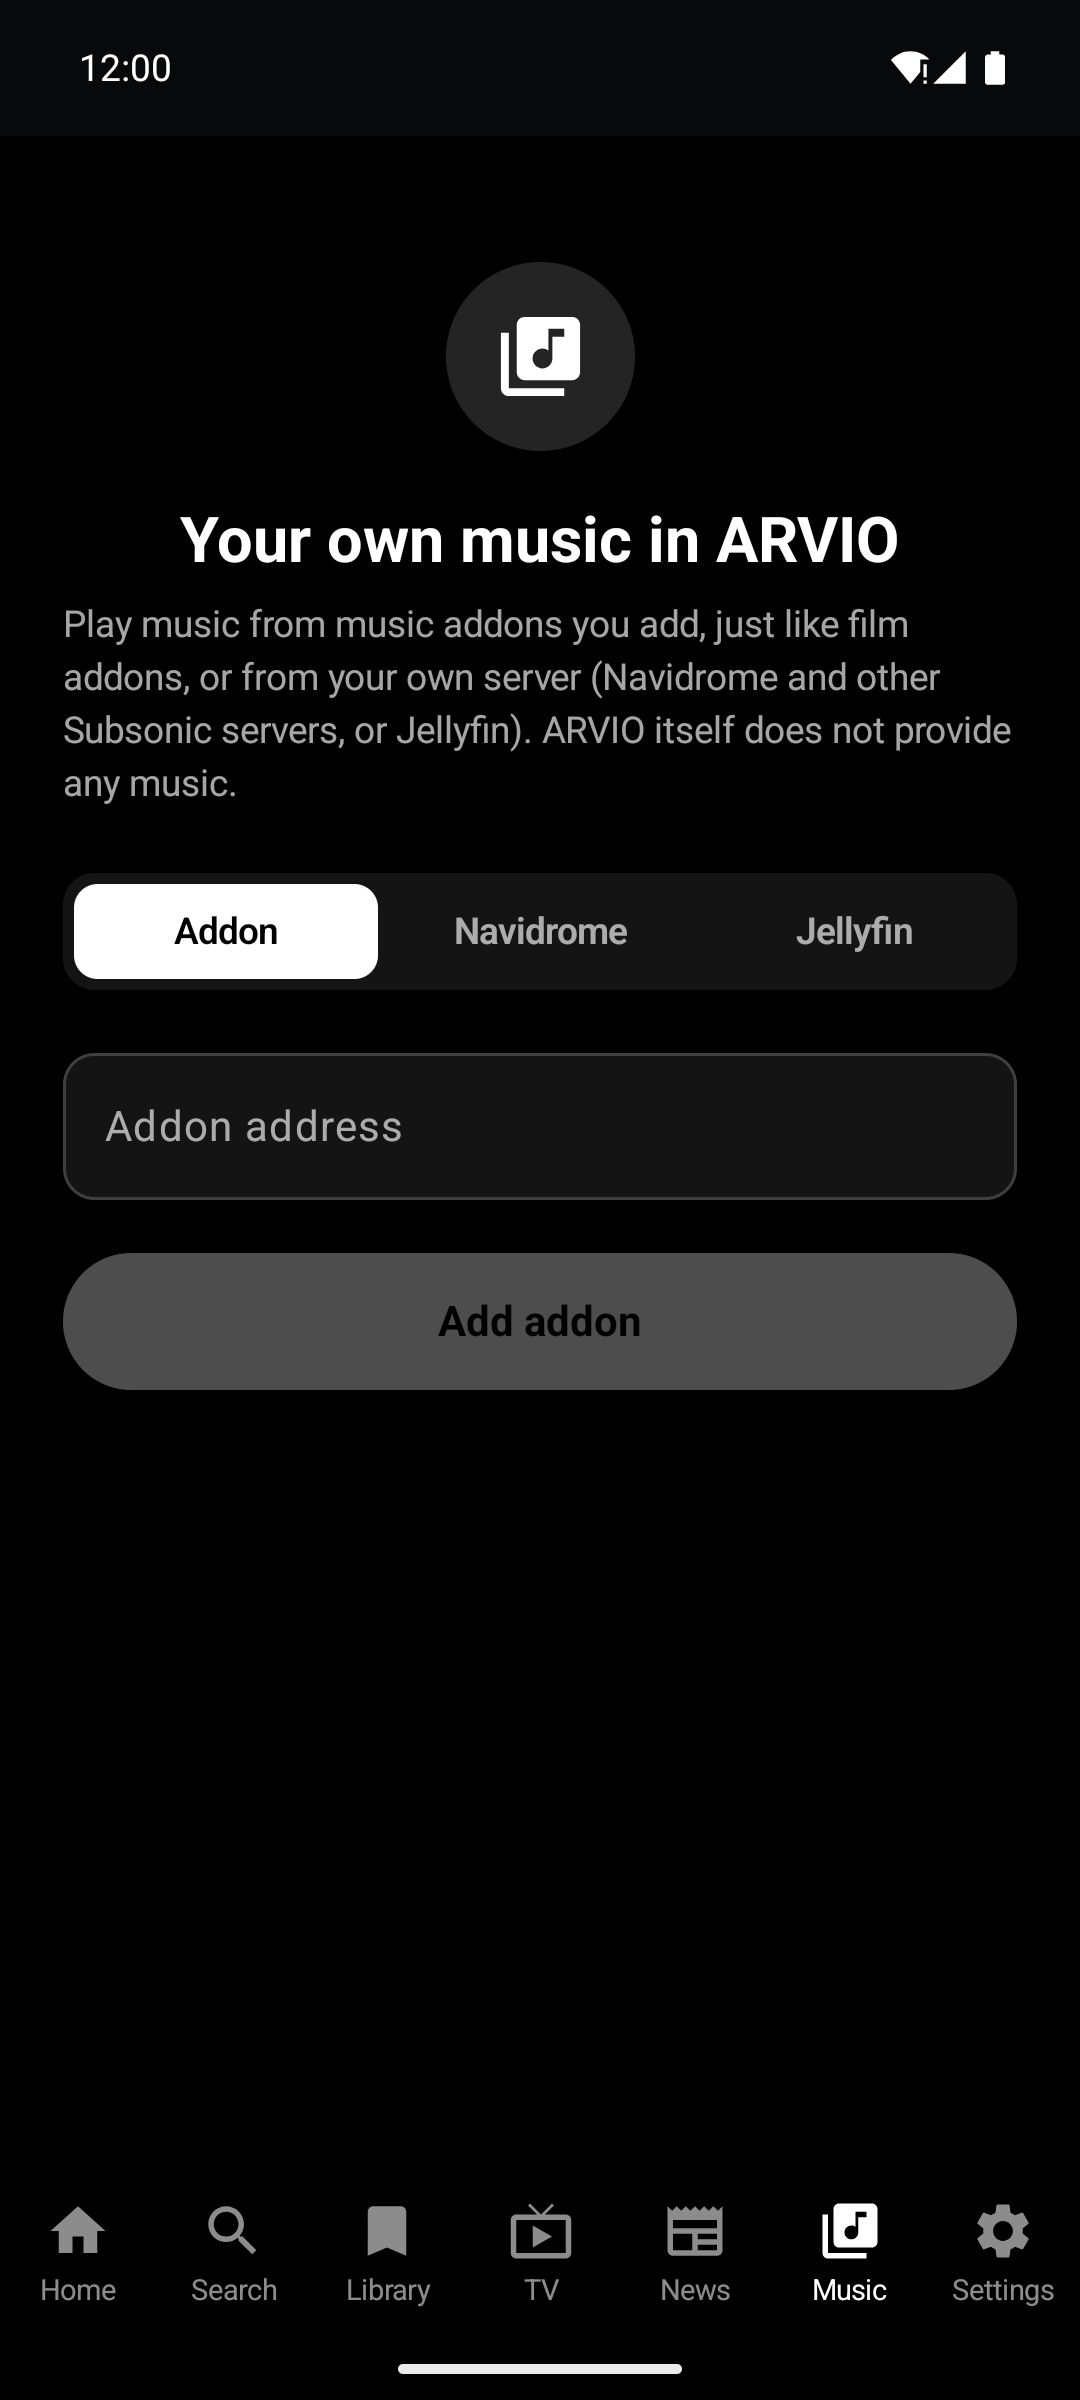 12:00
Your own music in ARVIO
Play music from music addons you add, just like film
addons, or from your own server (Navidrome and other
Subsonic servers, or Jellyfin). ARVIO itself does not provide
any music.
Addon
Navidrome
Jellyfin
Addon address
Add addon
Home
Search
Library
TV
News
Music
Settings